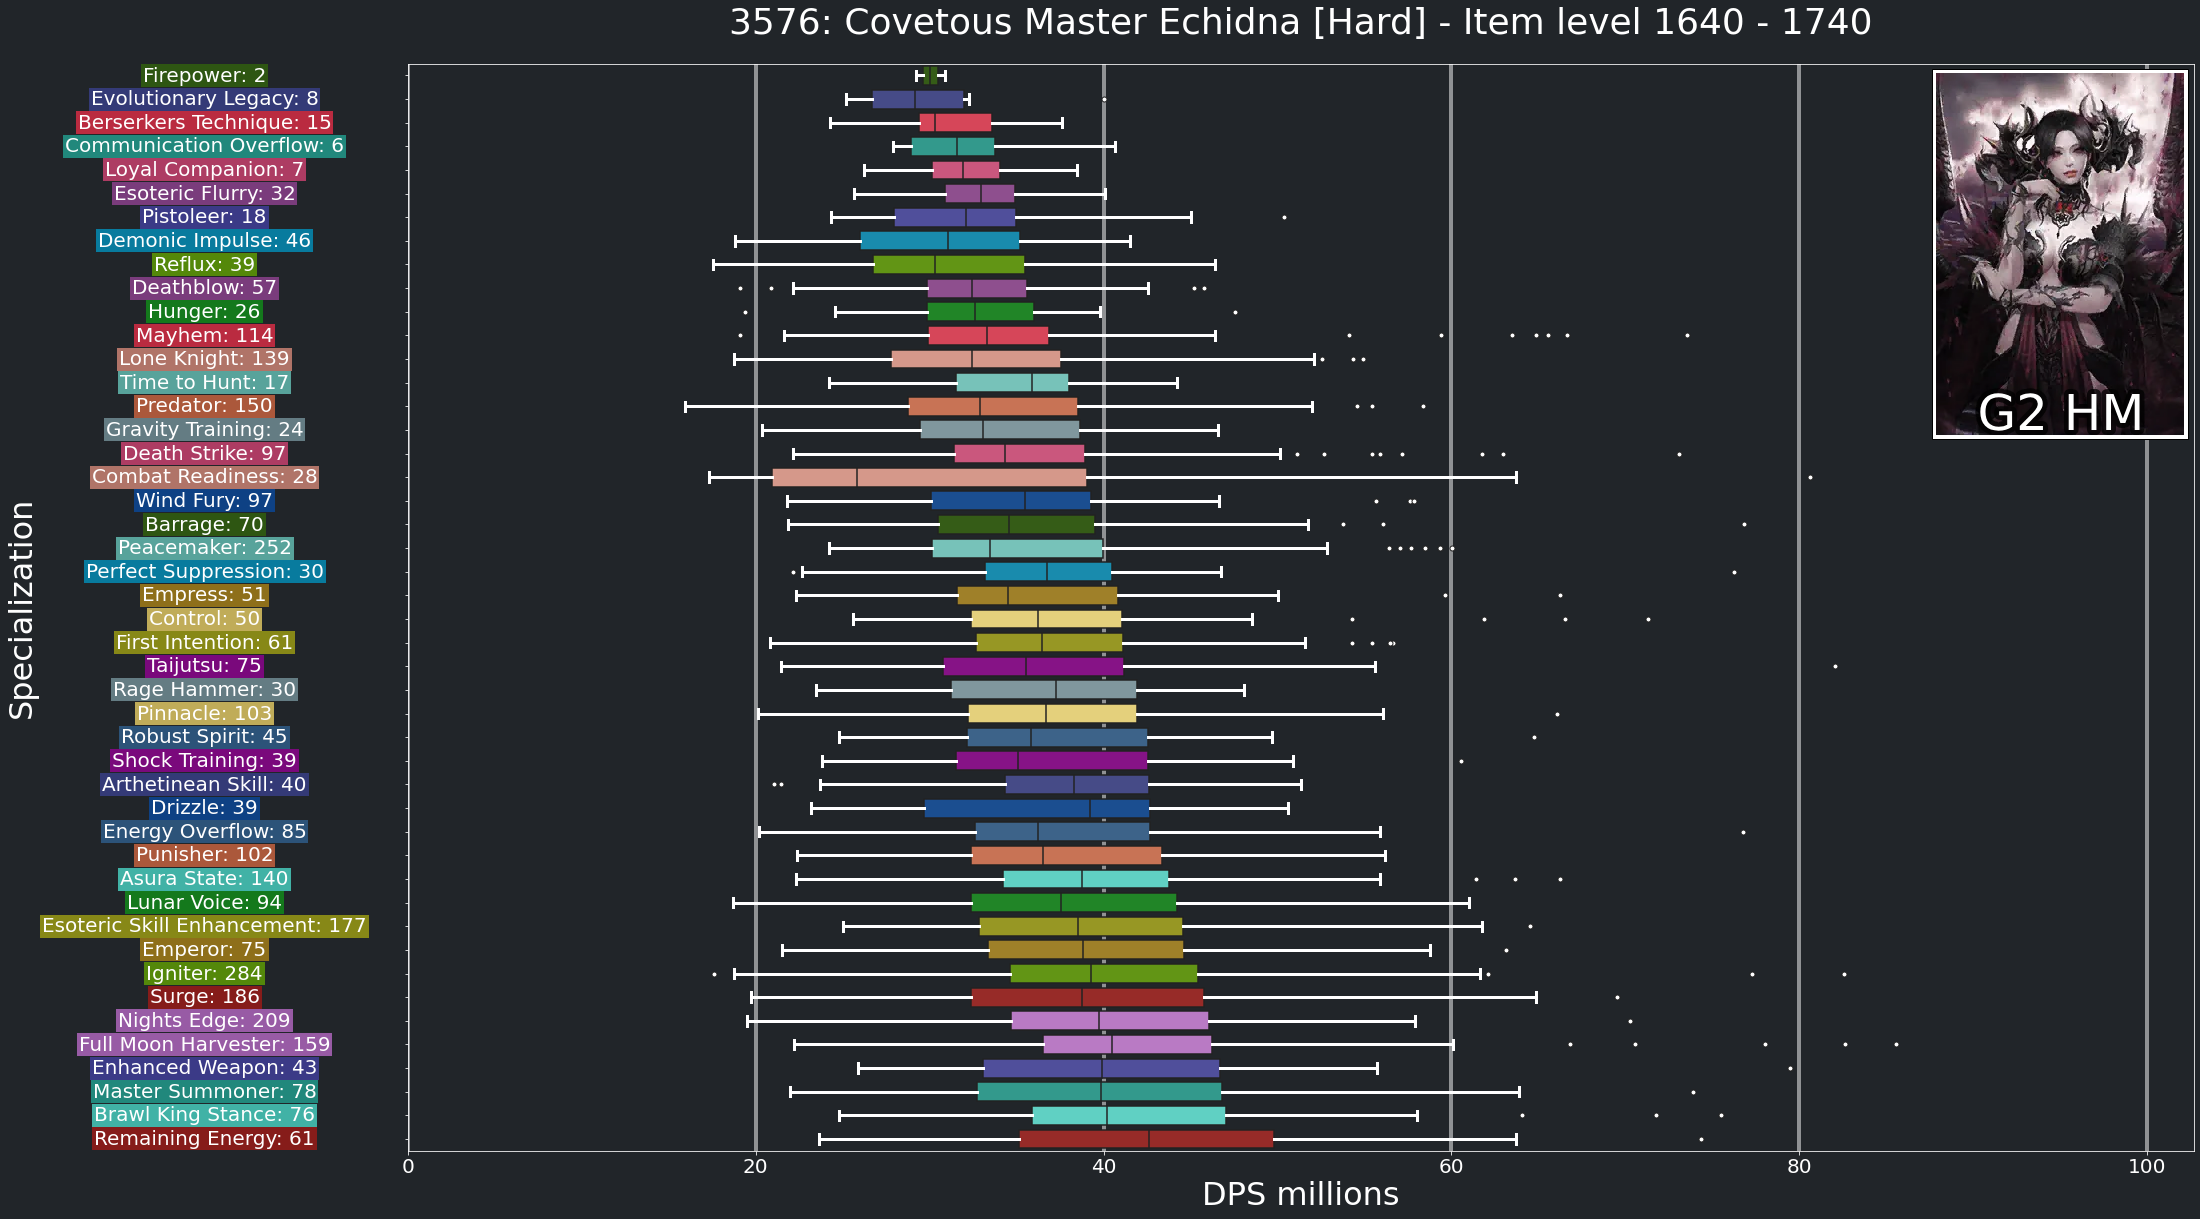 3576: Covetous Master Echidna [Hard] - Item level 1640 - 1740
Firepower: 2
Evolutionary Legacy: 8
Berserkers Technique: 15
Communication Overflow: 6
Loyal Companion: 7
Esoteric Flurry: 32
Pistoleer: 18
Demonic Impulse: 46
Reflux: 39
Deathblow: 57
Hunger: 26
Mayhem: 114
Lone Knight: 139
Time to Hunt: 17
Predator: 150
Gravity Training: 24
Death Strike: 97
Combat Readiness: 28
Wind Fury: 97
Barrage: 70
Peacemaker: 252
Perfect Suppression: 30
Empress: 51
Control: 50
First Intention: 61
Taijutsu: 75
Rage Hammer: 30
Pinnacle: 103
Robust Spirit: 45
Shock Training: 39
Arthetinean Skill: 40
Drizzle: 39
Energy Overflow: 85
Punisher: 102
Asura State: 140
Lunar Voice: 94
Esoteric Skill Enhancement: 177
Emperor: 75
Igniter: 284
Surge: 186
Nights Edge: 209
Full Moon Harvester: 159
Enhanced Weapon: 43
Master Summoner: 78
Brawl King Stance: 76
Remaining Energy: 61
Specialization
G2 HM
0 20 40 60 80 100
DPS millions